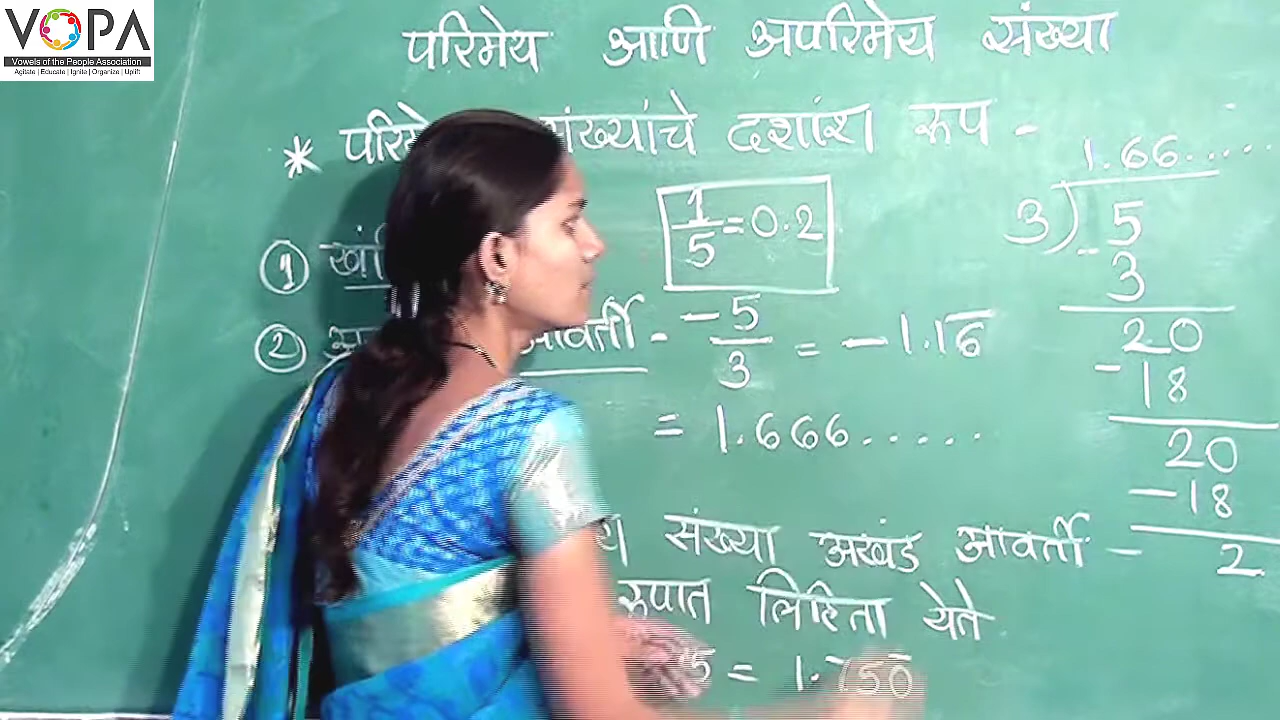 VOPA
Vowels of the People Association
Agitate | Educate | Ignite | Organize | Uplift
परिमेय आणि अपरिमेय संख्या
* संख्यांचे दशांश रुप -
① 1/5 = 0.2
② आवर्ती - -5/3 = -1.16̅
= 1.666.....
संख्या अखंड आवर्ती -
रुपात लिहिता येते
5 = 1.750̅
1.66.....
3) 5
- 3
20
- 18
20
- 18
2